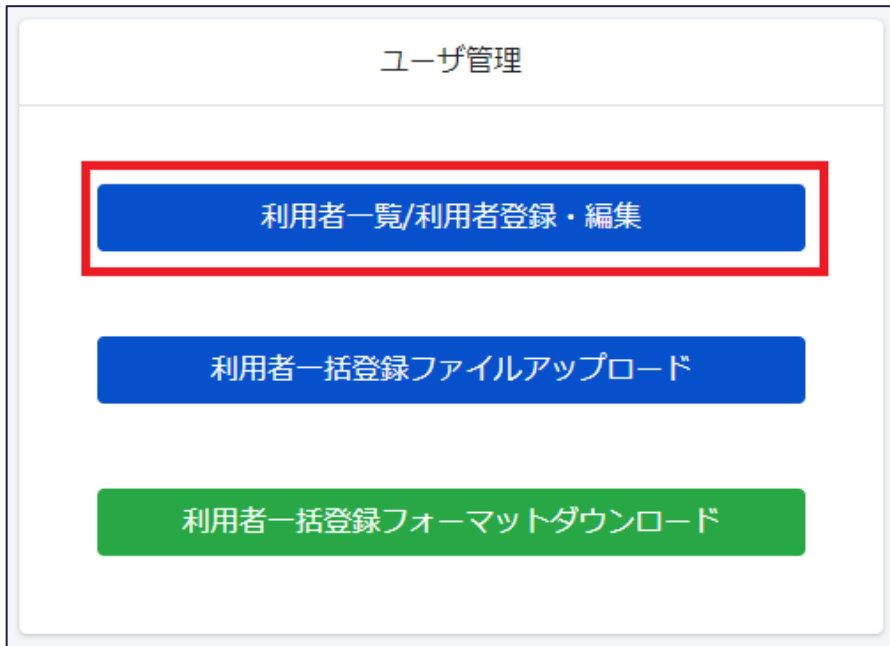 ユーザ管理
利用者一覧/利用者登録・編集
利用者一括登録ファイルアップロード
利用者一括登録フォーマットダウンロード